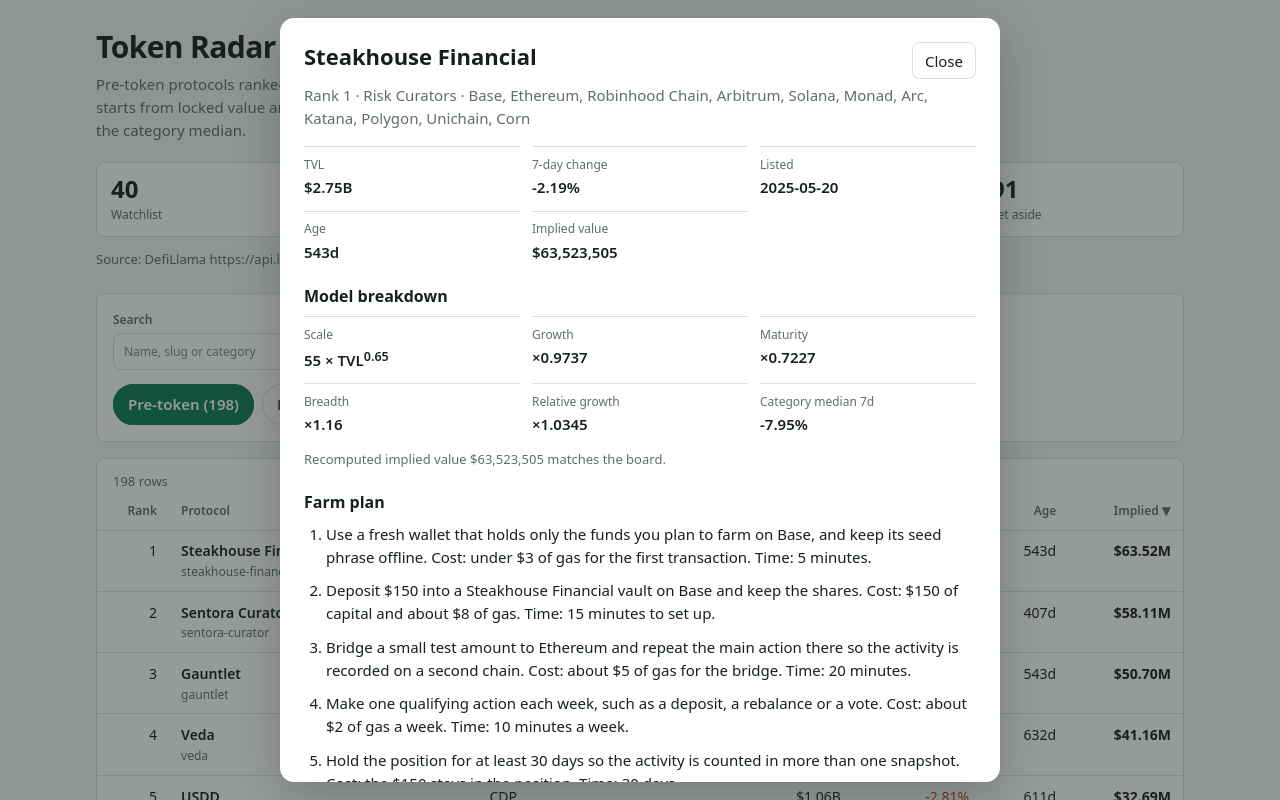 Token Radar
Pre-token protocols ranke
starts from locked value a
the category median.
40
Watchlist
91
et aside
Source: DefiLlama https://api.l
Search
Name, slug or category
Pre-token (198)
198 rows
Rank Protocol Age Implied ▼
1 Steakhouse Fin 543d $63.52M
steakhouse-finan
2 Sentora Curato 407d $58.11M
sentora-curator
3 Gauntlet 543d $50.70M
gauntlet
4 Veda 632d $41.16M
veda
5 USDD CDP $1.06B -2.81% 611d $32.69M
Steakhouse Financial
Close
Rank 1 · Risk Curators · Base, Ethereum, Robinhood Chain, Arbitrum, Solana, Monad, Arc,
Katana, Polygon, Unichain, Corn
TVL 7-day change Listed
$2.75B -2.19% 2025-05-20
Age Implied value
543d $63,523,505
Model breakdown
Scale Growth Maturity
55 × TVL^0.65 ×0.9737 ×0.7227
Breadth Relative growth Category median 7d
×1.16 ×1.0345 -7.95%
Recomputed implied value $63,523,505 matches the board.
Farm plan
1. Use a fresh wallet that holds only the funds you plan to farm on Base, and keep its seed
phrase offline. Cost: under $3 of gas for the first transaction. Time: 5 minutes.
2. Deposit $150 into a Steakhouse Financial vault on Base and keep the shares. Cost: $150 of
capital and about $8 of gas. Time: 15 minutes to set up.
3. Bridge a small test amount to Ethereum and repeat the main action there so the activity is
recorded on a second chain. Cost: about $5 of gas for the bridge. Time: 20 minutes.
4. Make one qualifying action each week, such as a deposit, a rebalance or a vote. Cost: about
$2 of gas a week. Time: 10 minutes a week.
5. Hold the position for at least 30 days so the activity is counted in more than one snapshot.
Cost: the $150 stays in the position. Time: 30 days.